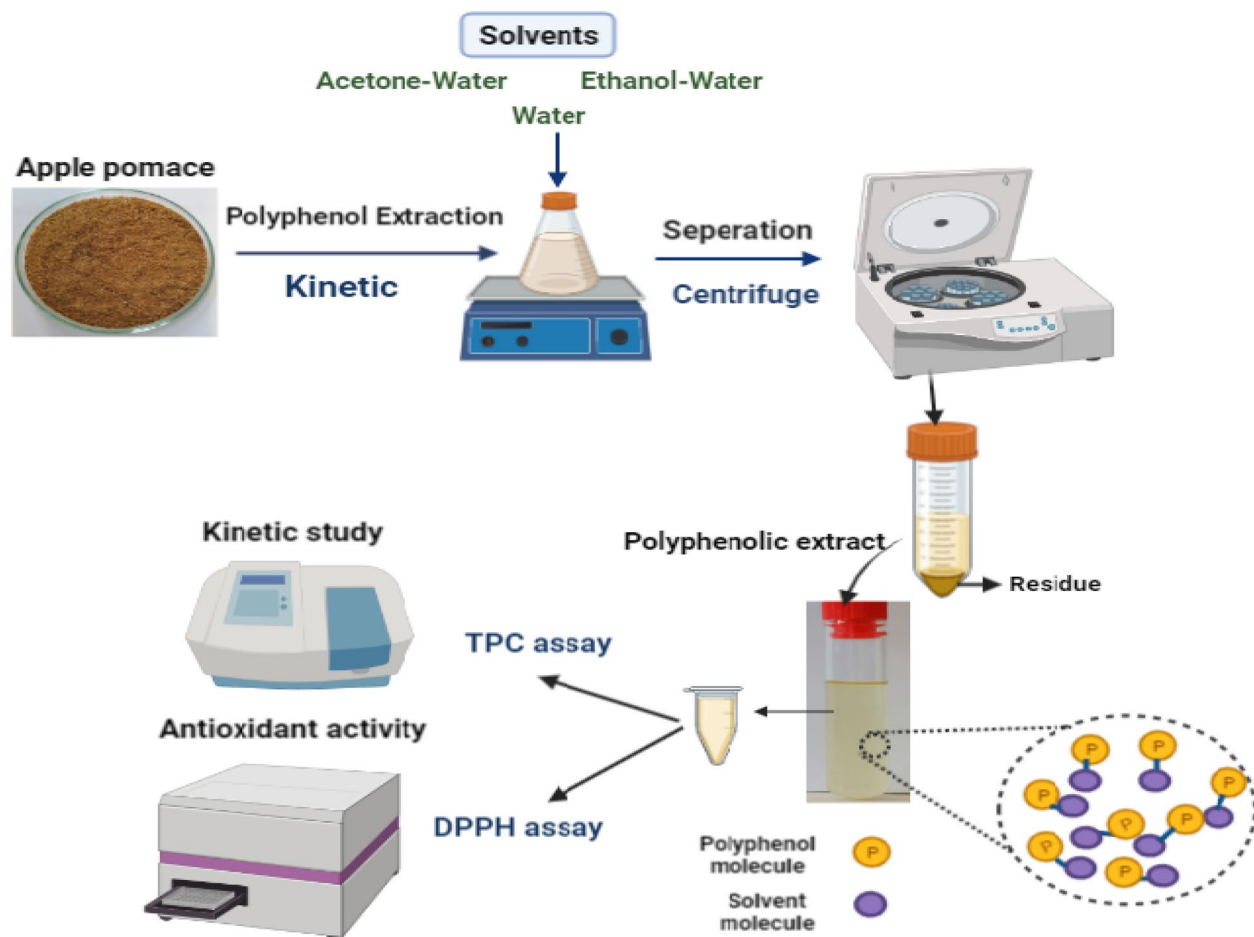 Solvents
Acetone-Water
Ethanol-Water
Water
Apple pomace
Polyphenol Extraction
Kinetic
Seperation
Centrifuge
Polyphenolic extract
Residue
Kinetic study
TPC assay
Antioxidant activity
DPPH assay
Polyphenol
molecule
P
Solvent
molecule
P
P
P
P
P
P
P
P